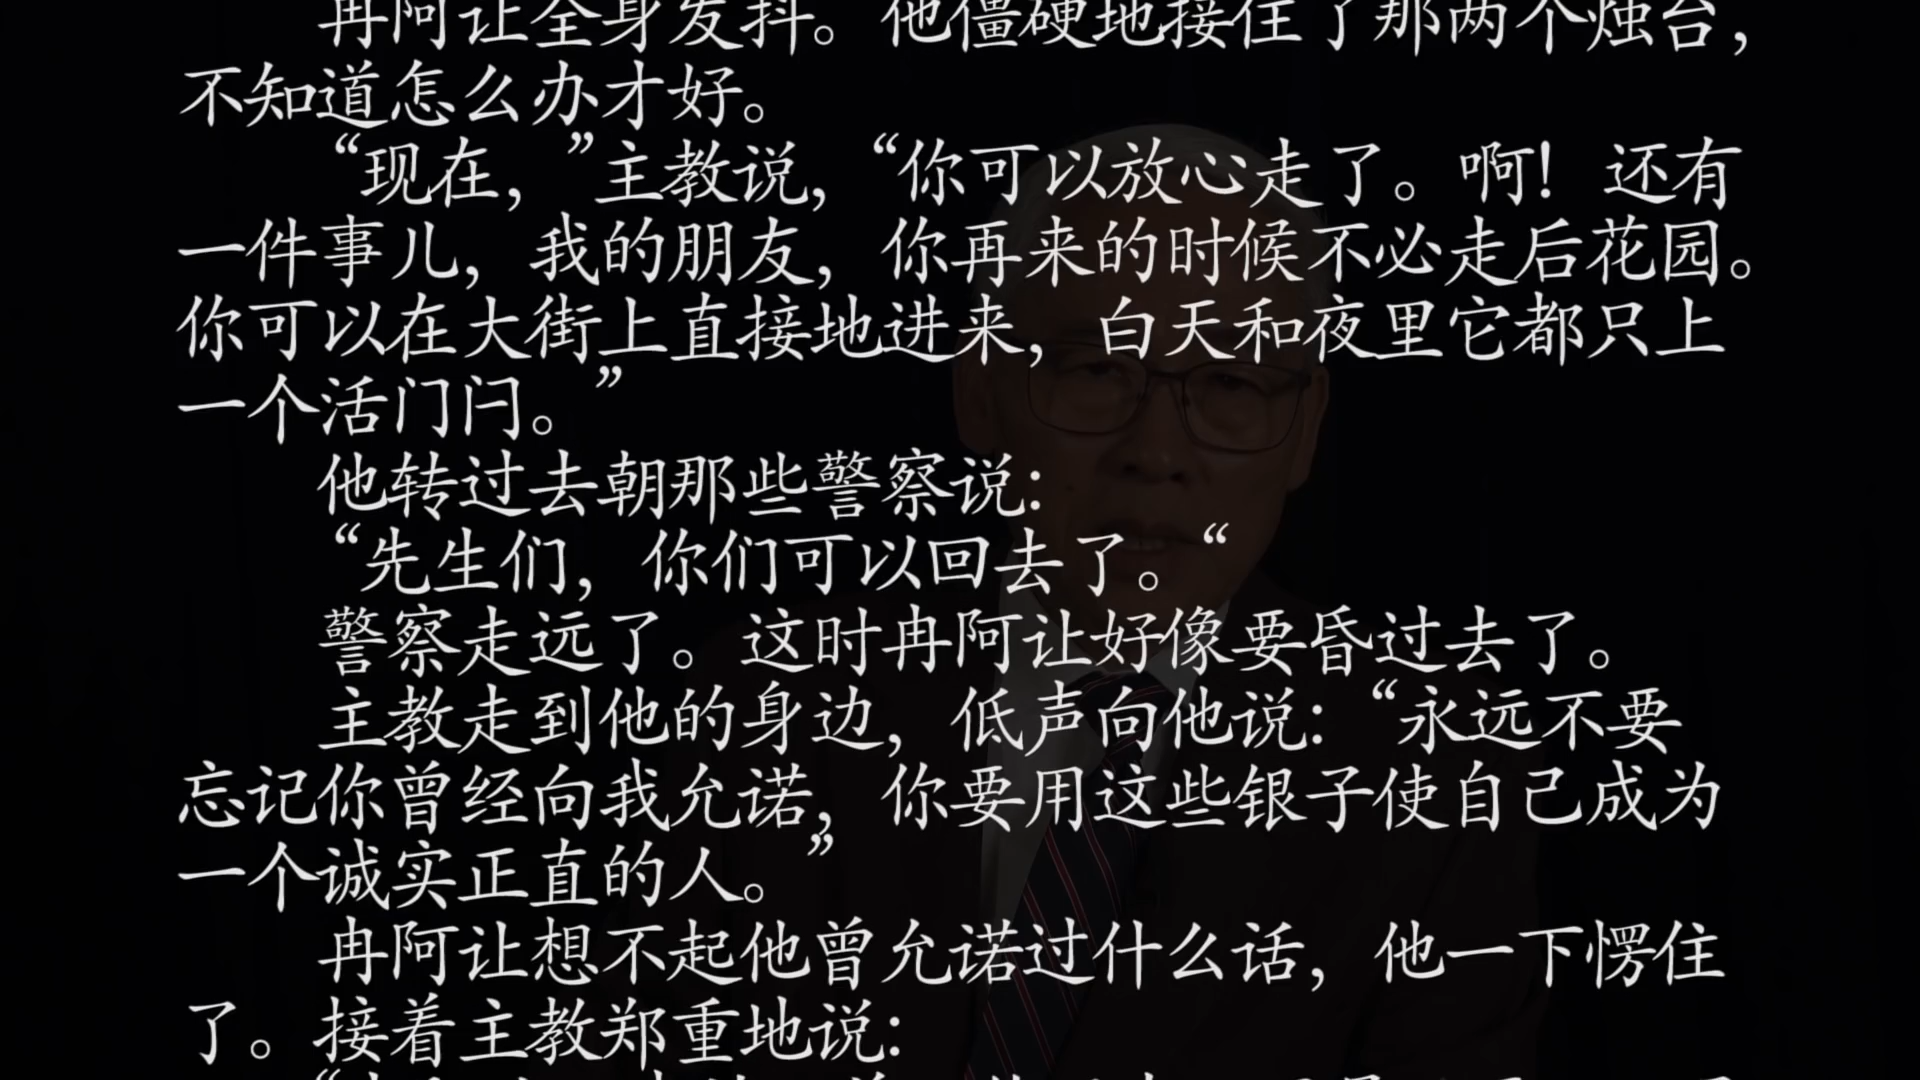 冉阿让全身发抖。他僵硬地接住了那两个烛台，
不知道怎么办才好。
“现在，”主教说，“你可以放心走了。啊！还有
一件事儿，我的朋友，你再来的时候不必走后花园。
你可以在大街上直接地进来，白天和夜里它都只上
一个活门闩。”
他转过去朝那些警察说：
“先生们，你们可以回去了。“
警察走远了。这时冉阿让好像要昏过去了。
主教走到他的身边，低声向他说：“永远不要
忘记你曾经向我允诺，你要用这些银子使自己成为
一个诚实正直的人。”
冉阿让想不起他曾允诺过什么话，他一下愣住
了。接着主教郑重地说：